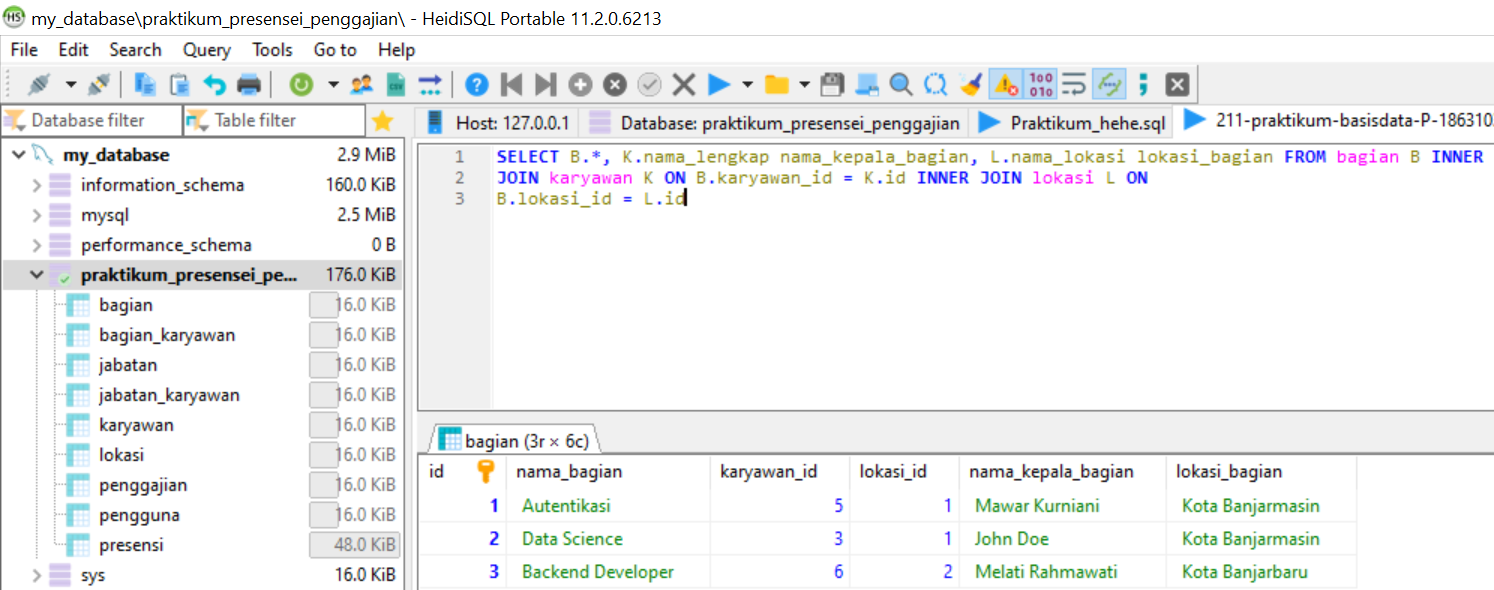 my_database\praktikum_presensei_penggajian\ - HeidiSQL Portable 11.2.0.6213
File Edit Search Query Tools Go to Help
Database filter
Table filter
Host: 127.0.0.1
Database: praktikum_presensei_penggajian
Praktikum_hehe.sql
211-praktikum-basisdata-P-186310
my_database 2.9 MiB
information_schema 160.0 KiB
mysql 2.5 MiB
performance_schema 0 B
praktikum_presensei_pe... 176.0 KiB
bagian 16.0 KiB
bagian_karyawan 16.0 KiB
jabatan 16.0 KiB
jabatan_karyawan 16.0 KiB
karyawan 16.0 KiB
lokasi 16.0 KiB
penggajian 16.0 KiB
pengguna 16.0 KiB
presensi 48.0 KiB
sys 16.0 KiB
1 SELECT B.*, K.nama_lengkap nama_kepala_bagian, L.nama_lokasi lokasi_bagian FROM bagian B INNER
2 JOIN karyawan K ON B.karyawan_id = K.id INNER JOIN lokasi L ON
3 B.lokasi_id = L.id
bagian (3r × 6c)
id nama_bagian karyawan_id lokasi_id nama_kepala_bagian lokasi_bagian
1 Autentikasi 5 1 Mawar Kurniani Kota Banjarmasin
2 Data Science 3 1 John Doe Kota Banjarmasin
3 Backend Developer 6 2 Melati Rahmawati Kota Banjarbaru